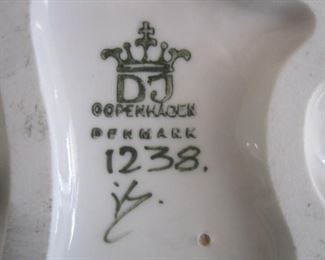 DJ
COPENHAGEN
DENMARK
1238.